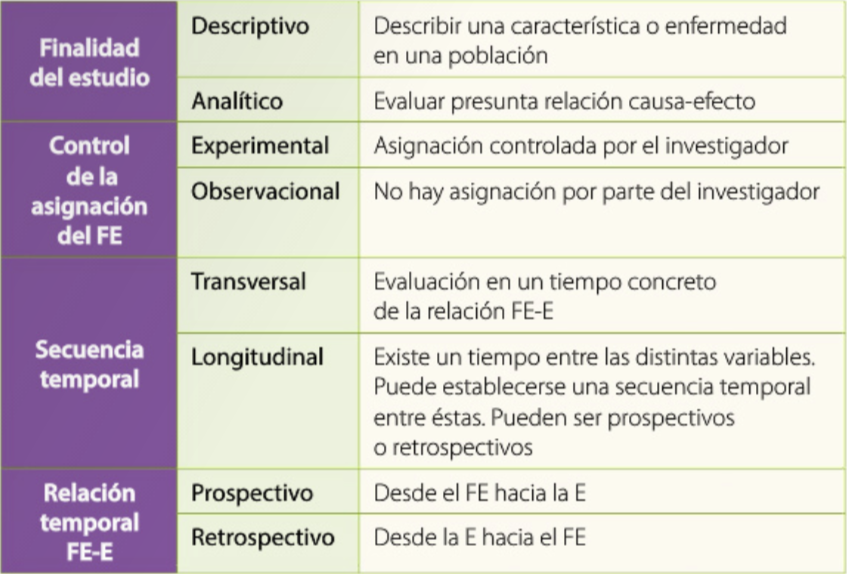 Finalidad
del estudio
Descriptivo
Describir una característica o enfermedad
en una población
Analítico
Evaluar presunta relación causa-efecto
Control
de la
asignación
del FE
Experimental
Asignación controlada por el investigador
Observacional
No hay asignación por parte del investigador
Secuencia
temporal
Transversal
Evaluación en un tiempo concreto
de la relación FE-E
Longitudinal
Existe un tiempo entre las distintas variables.
Puede establecerse una secuencia temporal
entre éstas. Pueden ser prospectivos
o retrospectivos
Relación
temporal
FE-E
Prospectivo
Desde el FE hacia la E
Retrospectivo
Desde la E hacia el FE